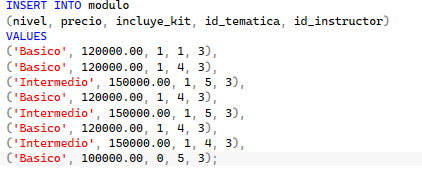 INSERT INTO modulo
(nivel, precio, incluye_kit, id_tematica, id_instructor)
VALUES
('Basico', 120000.00, 1, 1, 3),
('Basico', 120000.00, 1, 4, 3),
('Intermedio', 150000.00, 1, 5, 3),
('Basico', 120000.00, 1, 4, 3),
('Intermedio', 150000.00, 1, 5, 3),
('Basico', 120000.00, 1, 4, 3),
('Intermedio', 150000.00, 1, 4, 3),
('Basico', 100000.00, 0, 5, 3);